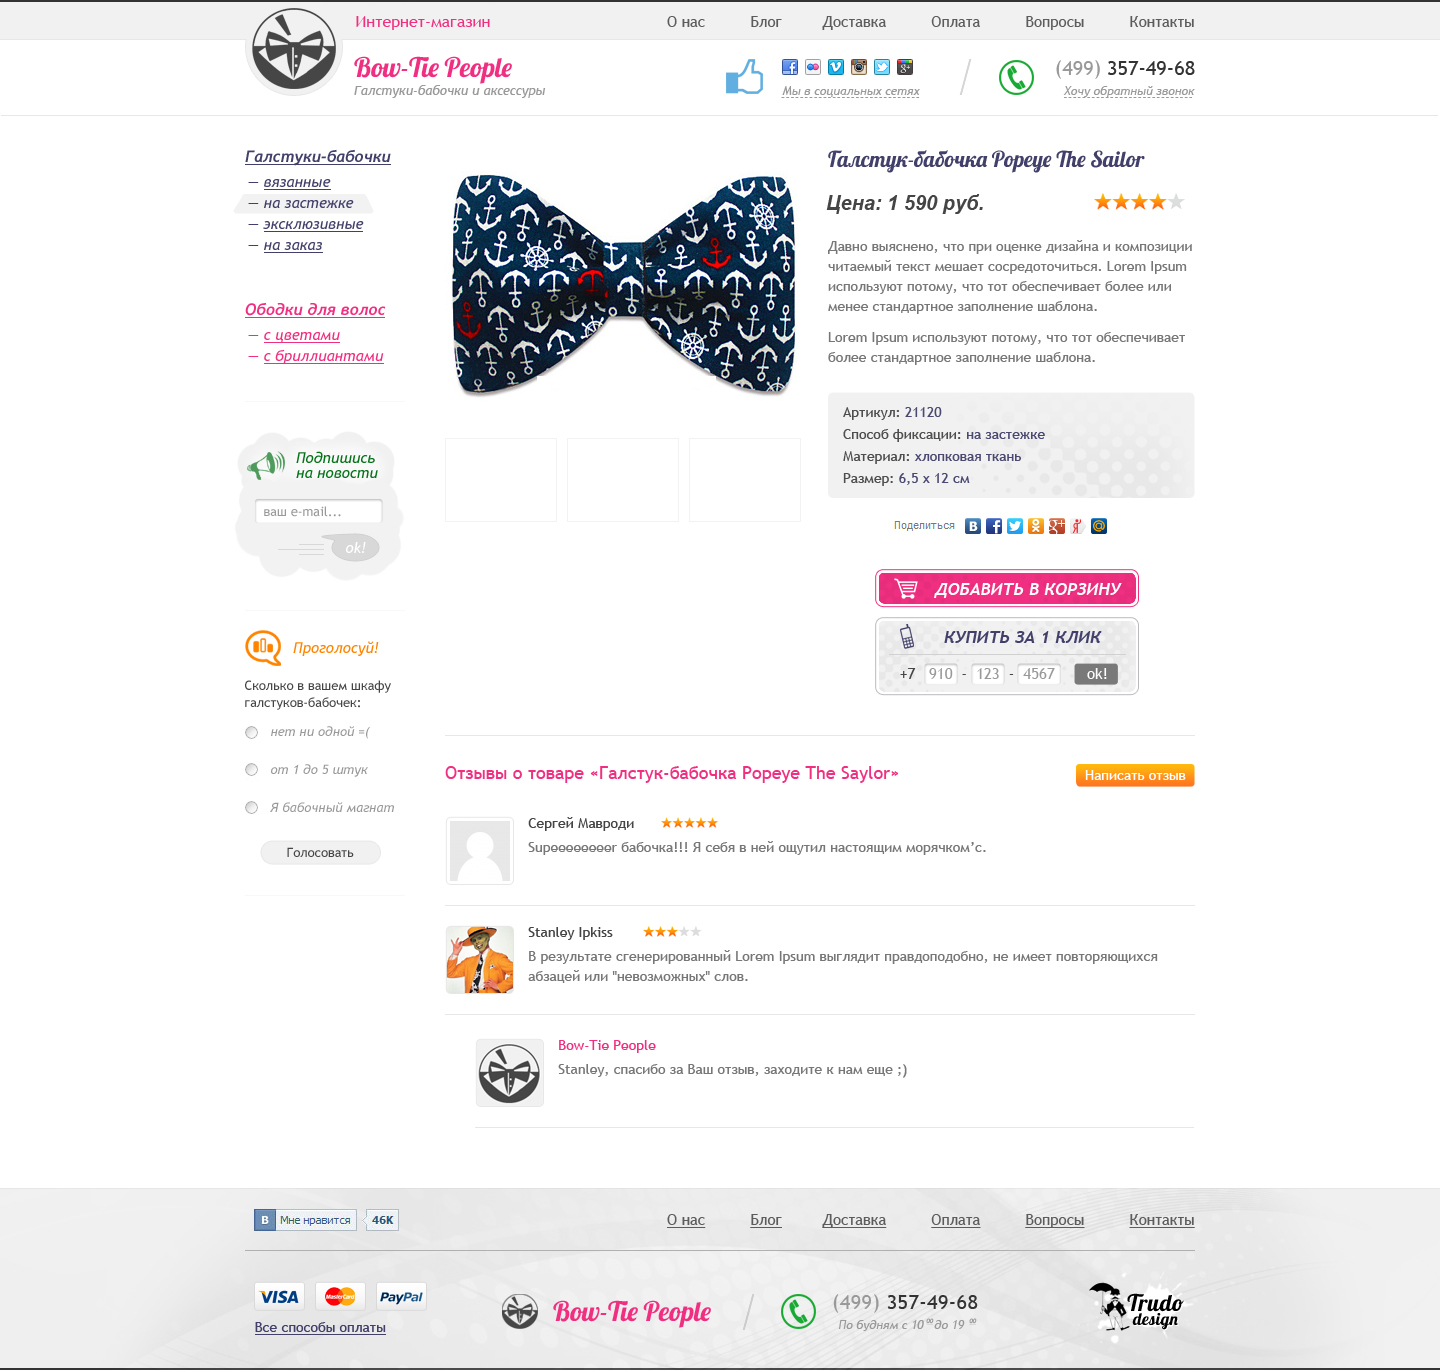 Интернет-магазин
О нас
Блог
Доставка
Оплата
Вопросы
Контакты
Bow-Tie People
Галстуки-бабочки и аксессуры
Мы в социальных сетях
(499) 357-49-68
Хочу обратный звонок
Галстуки-бабочки
— вязанные
— на застежке
— эксклюзивные
— на заказ
Ободки для волос
— с цветами
— с бриллиантами
Подпишись
на новости
ваш e-mail...
ok!
Проголосуй!
Сколько в вашем шкафу
галстуков-бабочек:
нет ни одной =(
от 1 до 5 штук
Я бабочный магнат
Голосовать
Галстук-бабочка Popeye The Sailor
Цена: 1 590 руб.
Давно выяснено, что при оценке дизайна и композиции
читаемый текст мешает сосредоточиться. Lorem Ipsum
используют потому, что тот обеспечивает более или
менее стандартное заполнение шаблона.
Lorem Ipsum используют потому, что тот обеспечивает
более стандартное заполнение шаблона.
Артикул: 21120
Способ фиксации: на застежке
Материал: хлопковая ткань
Размер: 6,5 x 12 см
Поделиться
ДОБАВИТЬ В КОРЗИНУ
КУПИТЬ ЗА 1 КЛИК
+7 910 - 123 - 4567 ok!
Отзывы о товаре «Галстук-бабочка Popeye The Saylor»
Написать отзыв
Сергей Мавроди
Supeeeeeeeer бабочка!!! Я себя в ней ощутил настоящим морячком’с.
Stanley Ipkiss
В результате сгенерированный Lorem Ipsum выглядит правдоподобно, не имеет повторяющихся
абзацей или "невозможных" слов.
Bow-Tie People
Stanley, спасибо за Ваш отзыв, заходите к нам еще ;)
В Мне нравится 46K
О нас
Блог
Доставка
Оплата
Вопросы
Контакты
VISA
MasterCard
PayPal
Все способы оплаты
Bow-Tie People
(499) 357-49-68
По будням с 10 00 до 19 00
Trudo
design